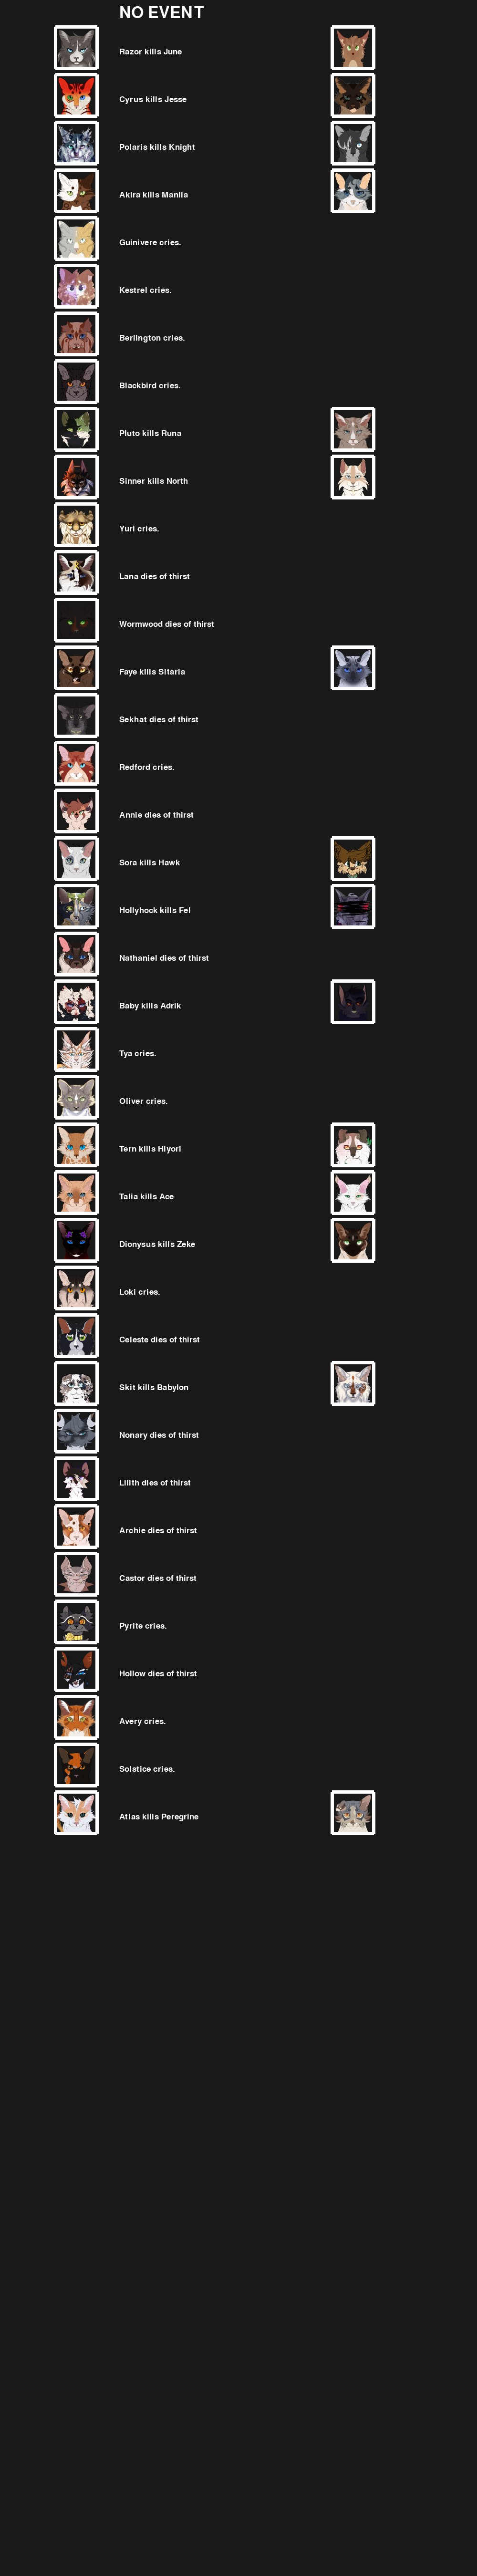 NO EVENT
Razor kills June
Cyrus kills Jesse
Polaris kills Knight
Akira kills Manila
Guinivere cries.
Kestrel cries.
Berlington cries.
Blackbird cries.
Pluto kills Runa
Sinner kills North
Yuri cries.
Lana dies of thirst
Wormwood dies of thirst
Faye kills Sitaria
Sekhat dies of thirst
Redford cries.
Annie dies of thirst
Sora kills Hawk
Hollyhock kills Fel
Nathaniel dies of thirst
Baby kills Adrik
Tya cries.
Oliver cries.
Tern kills Hiyori
Talia kills Ace
Dionysus kills Zeke
Loki cries.
Celeste dies of thirst
Skit kills Babylon
Nonary dies of thirst
Lilith dies of thirst
Archie dies of thirst
Castor dies of thirst
Pyrite cries.
Hollow dies of thirst
Avery cries.
Solstice cries.
Atlas kills Peregrine